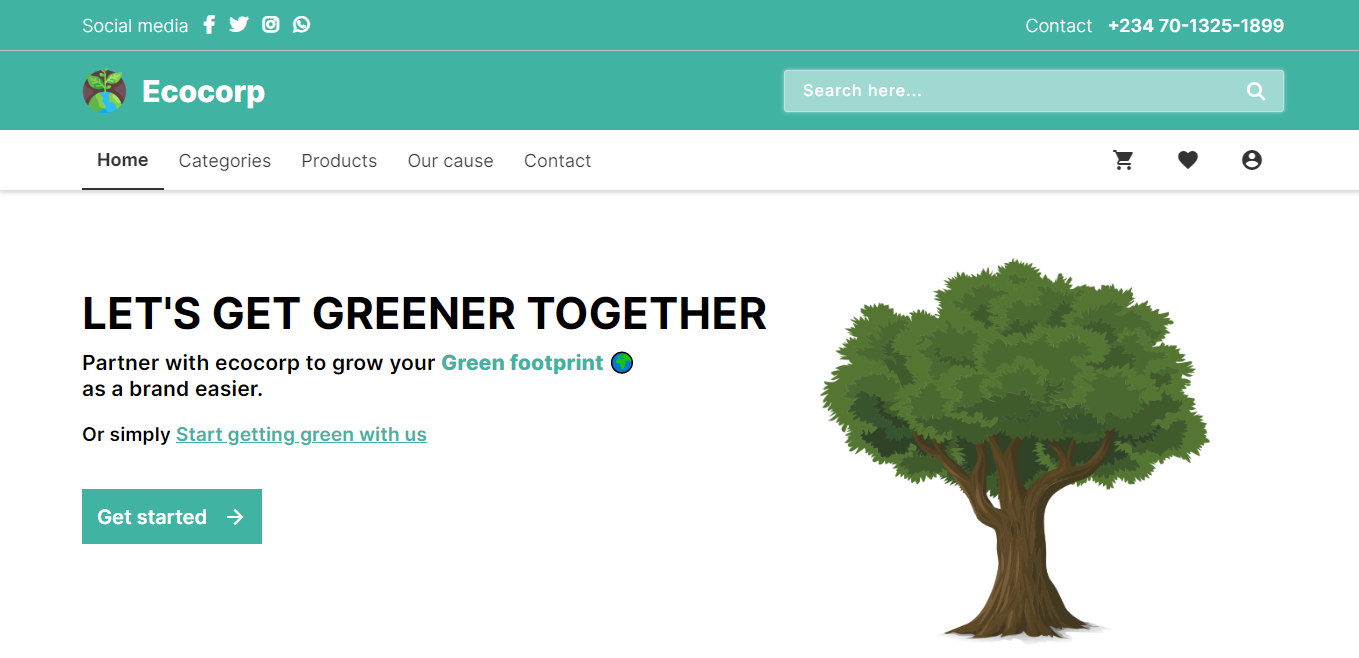 Social media
Contact +234 70-1325-1899
Ecocorp
Search here...
Home Categories Products Our cause Contact
LET'S GET GREENER TOGETHER
Partner with ecocorp to grow your Green footprint
as a brand easier.
Or simply Start getting green with us
Get started